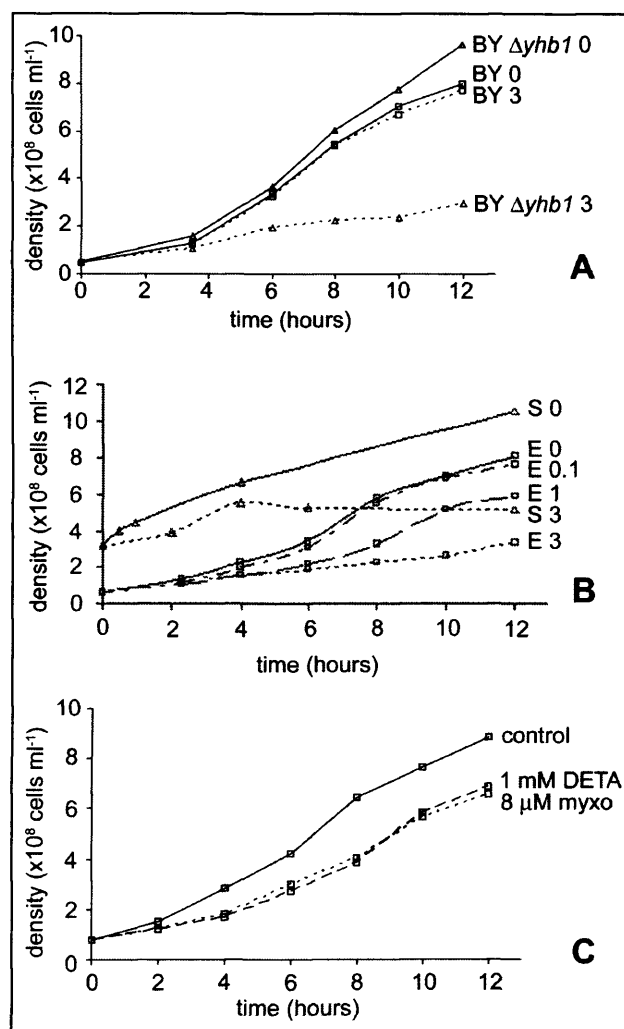 10
8
6
4
2
0
density (x10⁸ cells ml⁻¹)
BY Δyhb1 0
BY 0
BY 3
BY Δyhb1 3
0 2 4 6 8 10 12
time (hours)
A
12
10
8
6
4
2
0
density (x10⁸ cells ml⁻¹)
S 0
E 0
E 0.1
E 1
S 3
E 3
0 2 4 6 8 10 12
time (hours)
B
10
8
6
4
2
0
density (x10⁸ cells ml⁻¹)
control
1 mM DETA
8 μM myxo
0 2 4 6 8 10 12
time (hours)
C